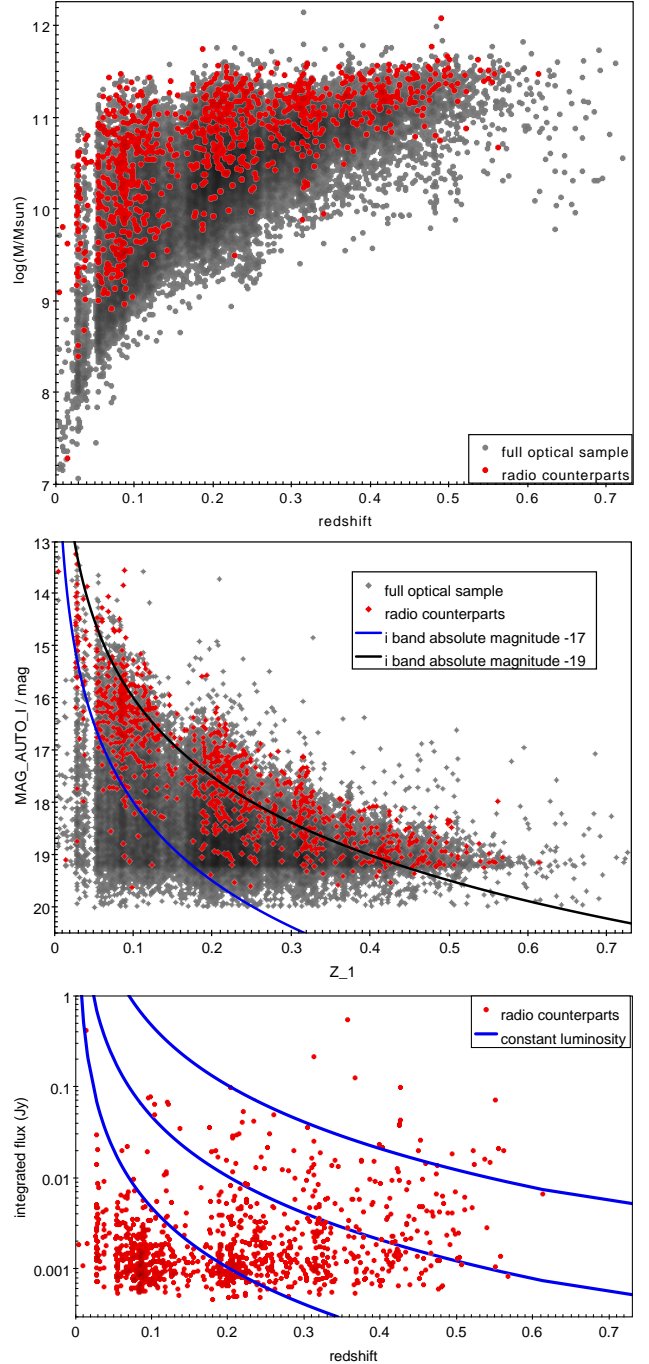 12
11
10
9
8
7
log(M/Msun)
full optical sample
radio counterparts
0 0.1 0.2 0.3 0.4 0.5 0.6 0.7
redshift
13
14
15
16
17
18
19
20
MAG_AUTO_I / mag
full optical sample
radio counterparts
i band absolute magnitude -17
i band absolute magnitude -19
0 0.1 0.2 0.3 0.4 0.5 0.6 0.7
Z_1
1
0.1
0.01
0.001
integrated flux (Jy)
radio counterparts
constant luminosity
0 0.1 0.2 0.3 0.4 0.5 0.6 0.7
redshift